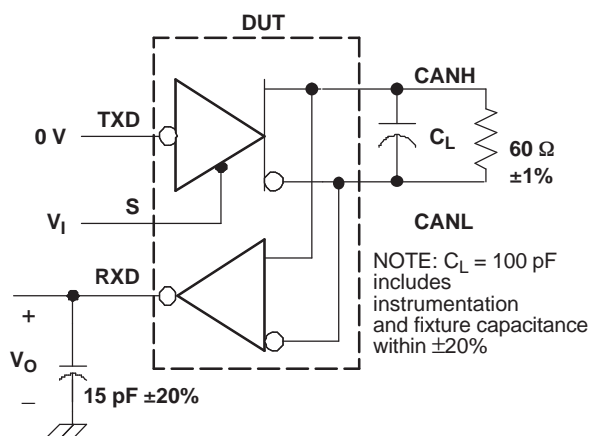 DUT
CANH
TXD
0 V
C_L
60 Ω
±1%
S
V_I
CANL
RXD
NOTE: C_L = 100 pF
includes
instrumentation
and fixture capacitance
within ±20%
+
V_O
–
15 pF ±20%